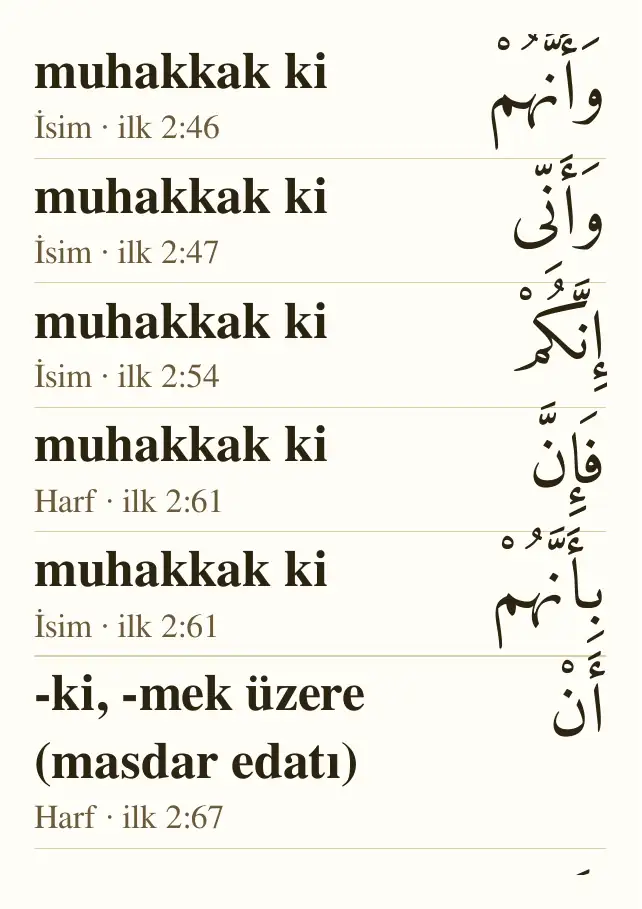 muhakkak ki وَأَنَّهُمْ
İsim · ilk 2:46
muhakkak ki وَأَنِّى
İsim · ilk 2:47
muhakkak ki إِنَّكُمْ
İsim · ilk 2:54
muhakkak ki فَإِنَّ
Harf · ilk 2:61
muhakkak ki بِأَنَّهُمْ
İsim · ilk 2:61
-ki, -mek üzere أَنْ
(masdar edatı)
Harf · ilk 2:67